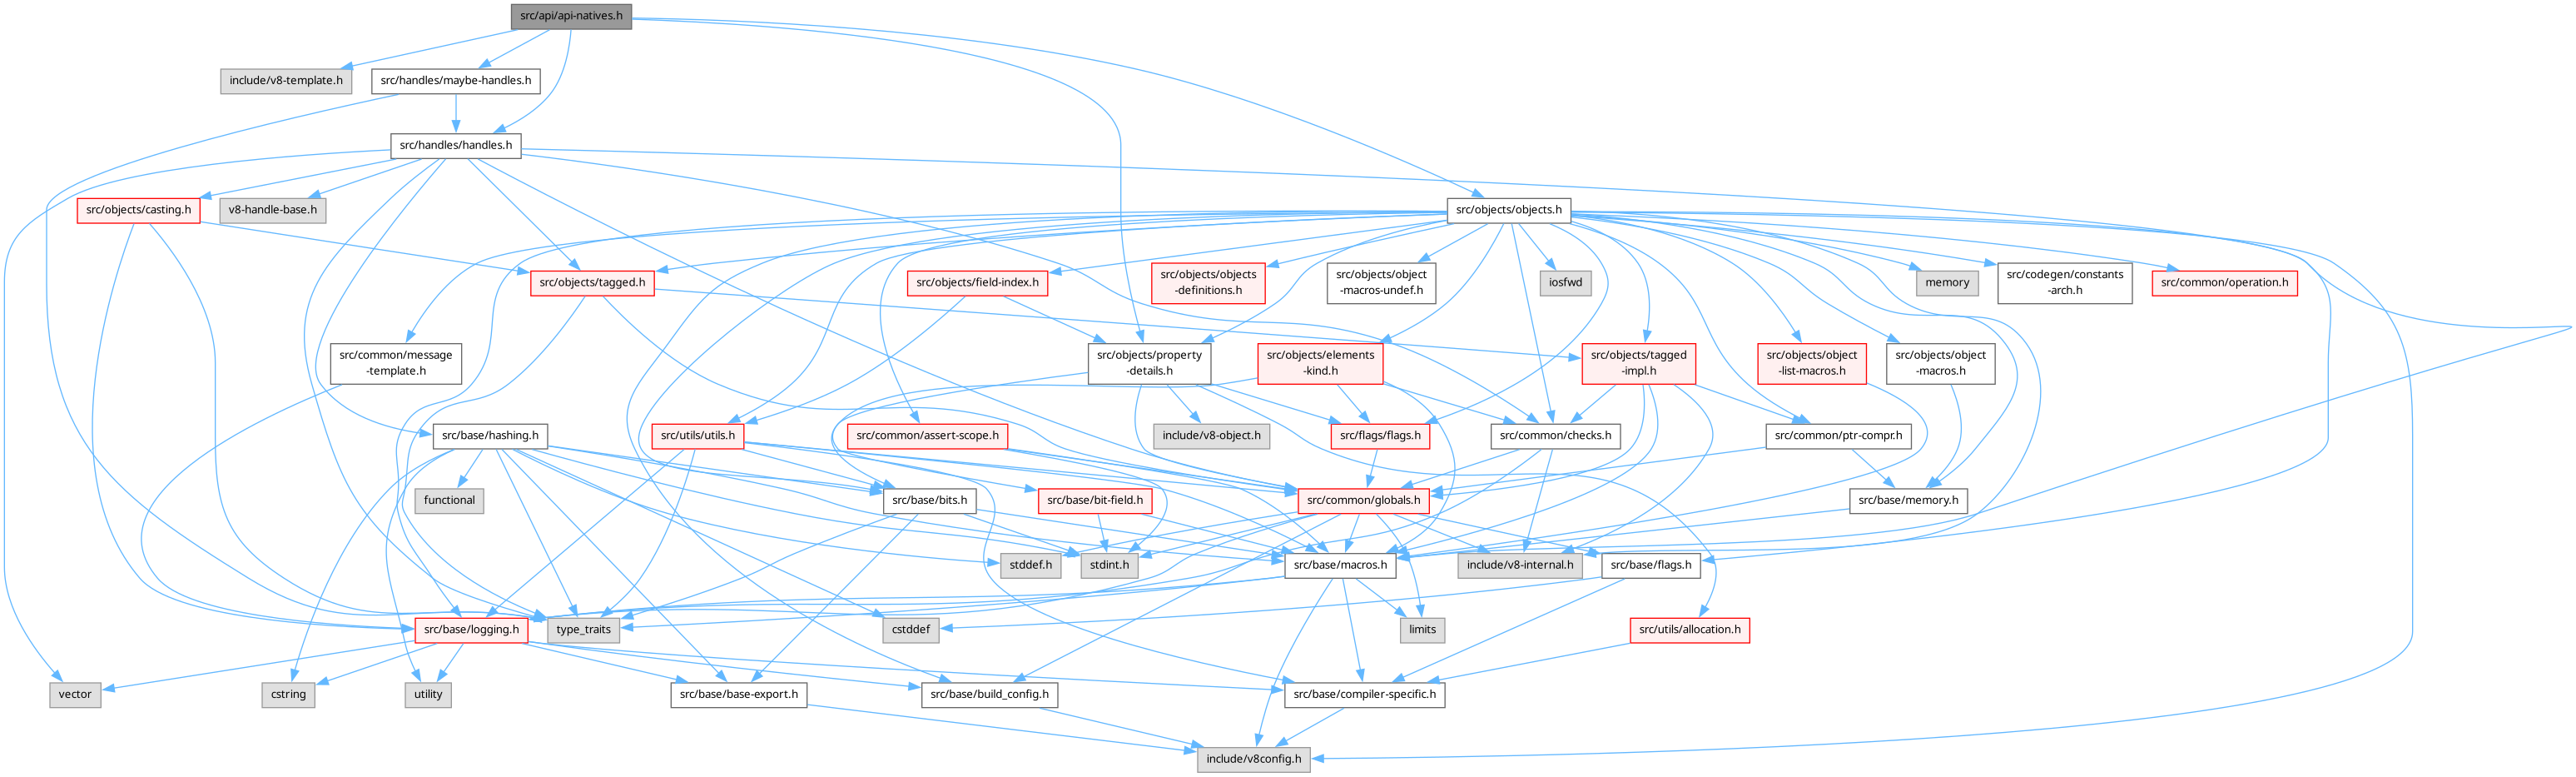 src/api/api-natives.h
include/v8-template.h
src/handles/maybe-handles.h
src/handles/handles.h
src/objects/casting.h
v8-handle-base.h
src/objects/objects.h
src/objects/tagged.h
src/objects/field-index.h
src/objects/objects
-definitions.h
src/objects/object
-macros-undef.h
iosfwd
memory
src/codegen/constants
-arch.h
src/common/operation.h
src/common/message
-template.h
src/objects/property
-details.h
src/objects/elements
-kind.h
src/objects/tagged
-impl.h
src/objects/object
-list-macros.h
src/objects/object
-macros.h
src/base/hashing.h
src/utils/utils.h
src/common/assert-scope.h
include/v8-object.h
src/flags/flags.h
src/common/checks.h
src/common/ptr-compr.h
functional
src/base/bits.h
src/base/bit-field.h
src/common/globals.h
src/base/memory.h
stddef.h
stdint.h
src/base/macros.h
include/v8-internal.h
src/base/flags.h
src/base/logging.h
type_traits
cstddef
limits
src/utils/allocation.h
vector
cstring
utility
src/base/base-export.h
src/base/build_config.h
src/base/compiler-specific.h
include/v8config.h